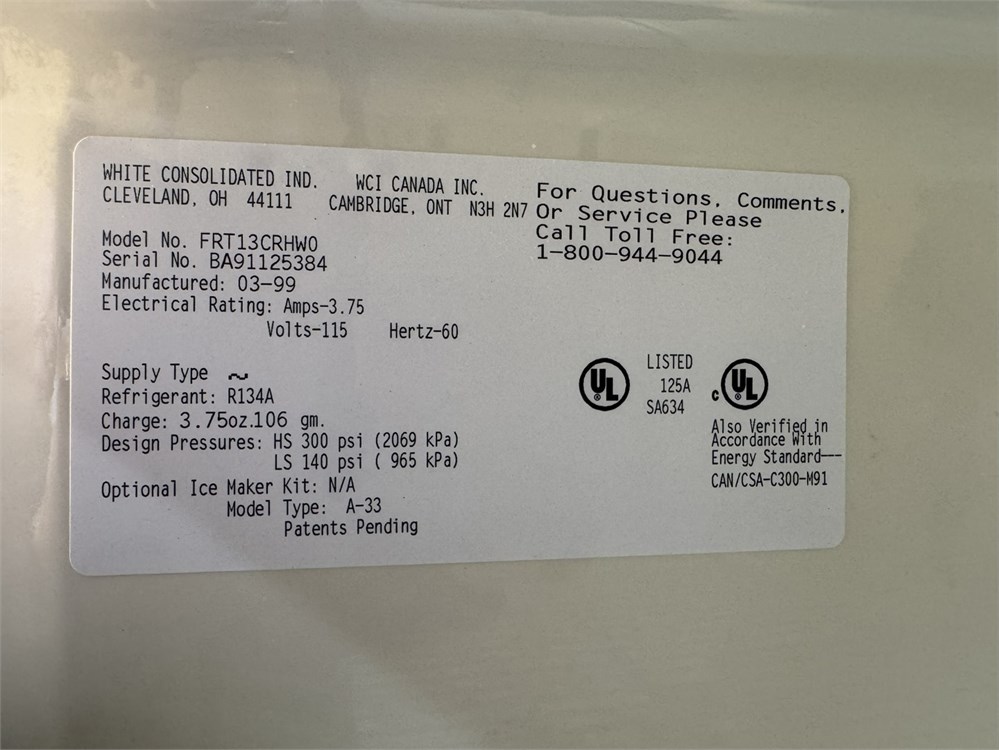 WHITE CONSOLIDATED IND. WCI CANADA INC.
CLEVELAND, OH 44111 CAMBRIDGE, ONT N3H 2N7
For Questions, Comments,
Or Service Please
Call Toll Free:
1-800-944-9044
Model No. FRT13CRHW0
Serial No. BA91125384
Manufactured: 03-99
Electrical Rating: Amps-3.75
Volts-115 Hertz-60
Supply Type ~
Refrigerant: R134A
Charge: 3.75oz.106 gm.
Design Pressures: HS 300 psi (2069 kPa)
LS 140 psi ( 965 kPa)
Optional Ice Maker Kit: N/A
Model Type: A-33
Patents Pending
UL ®
LISTED
125A
SA634
c UL ®
Also Verified in
Accordance With
Energy Standard---
CAN/CSA-C300-M91